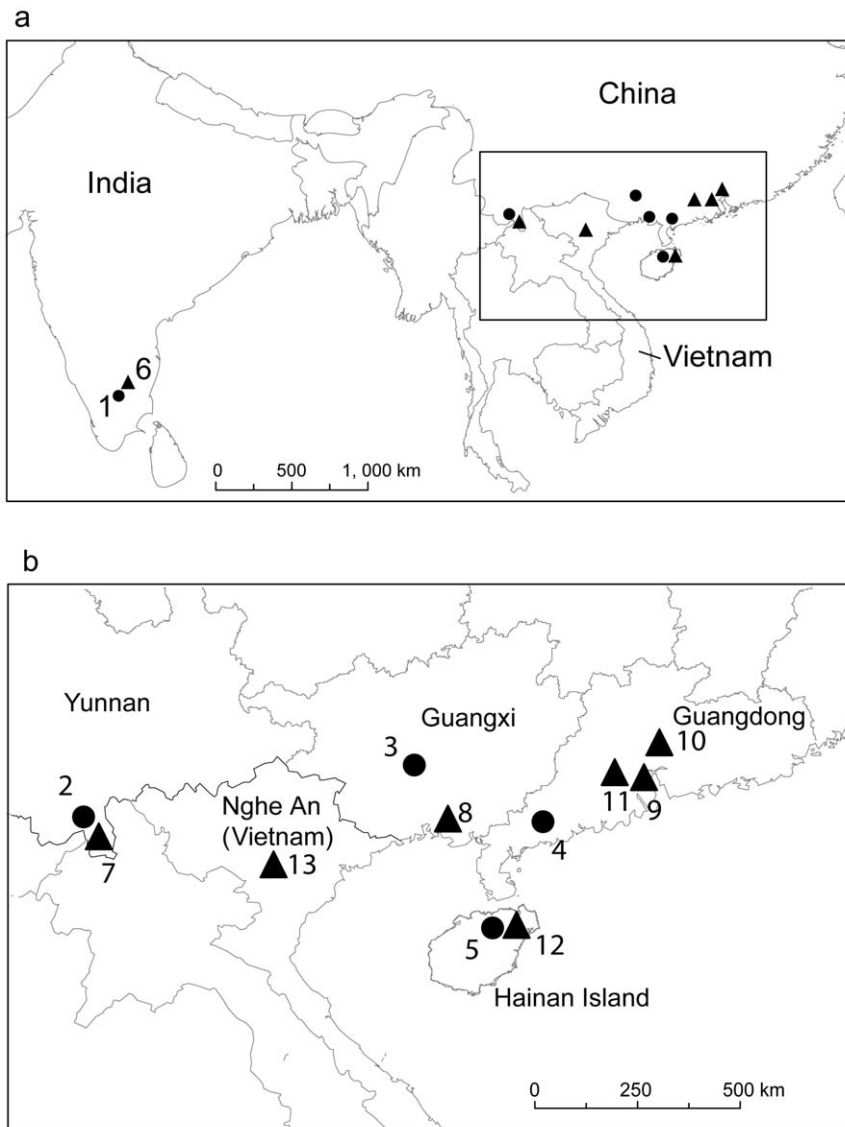 a
China
India
Vietnam
6
1
0 500 1, 000 km
b
Yunnan
Guangxi
Guangdong
3
10
2
Nghe An
(Vietnam)
8
11
9
4
7
13
5
12
Hainan Island
0 250 500 km